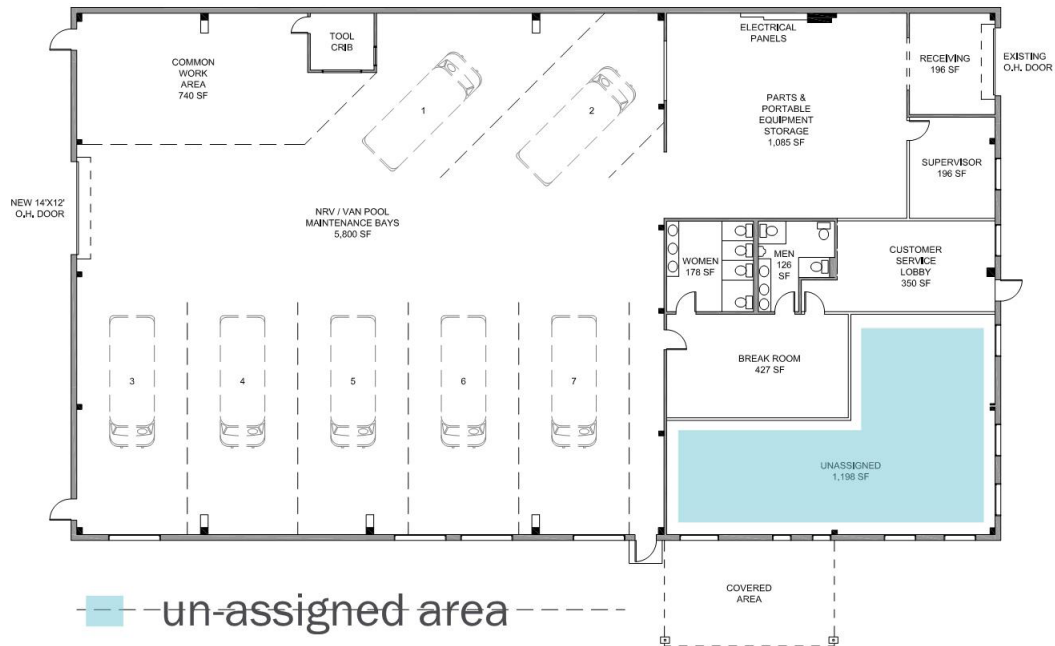 ELECTRICAL
PANELS
TOOL
CRIB
COMMON
WORK
AREA
740 SF
RECEIVING
196 SF
EXISTING
O.H. DOOR
1
2
PARTS &
PORTABLE
EQUIPMENT
STORAGE
1,085 SF
SUPERVISOR
196 SF
NEW 14'X12'
O.H. DOOR
NRV / VAN POOL
MAINTENANCE BAYS
5,800 SF
WOMEN
178 SF
MEN
126
SF
CUSTOMER
SERVICE
LOBBY
350 SF
3
4
5
6
7
BREAK ROOM
427 SF
UNASSIGNED
1,198 SF
COVERED
AREA
un-assigned area